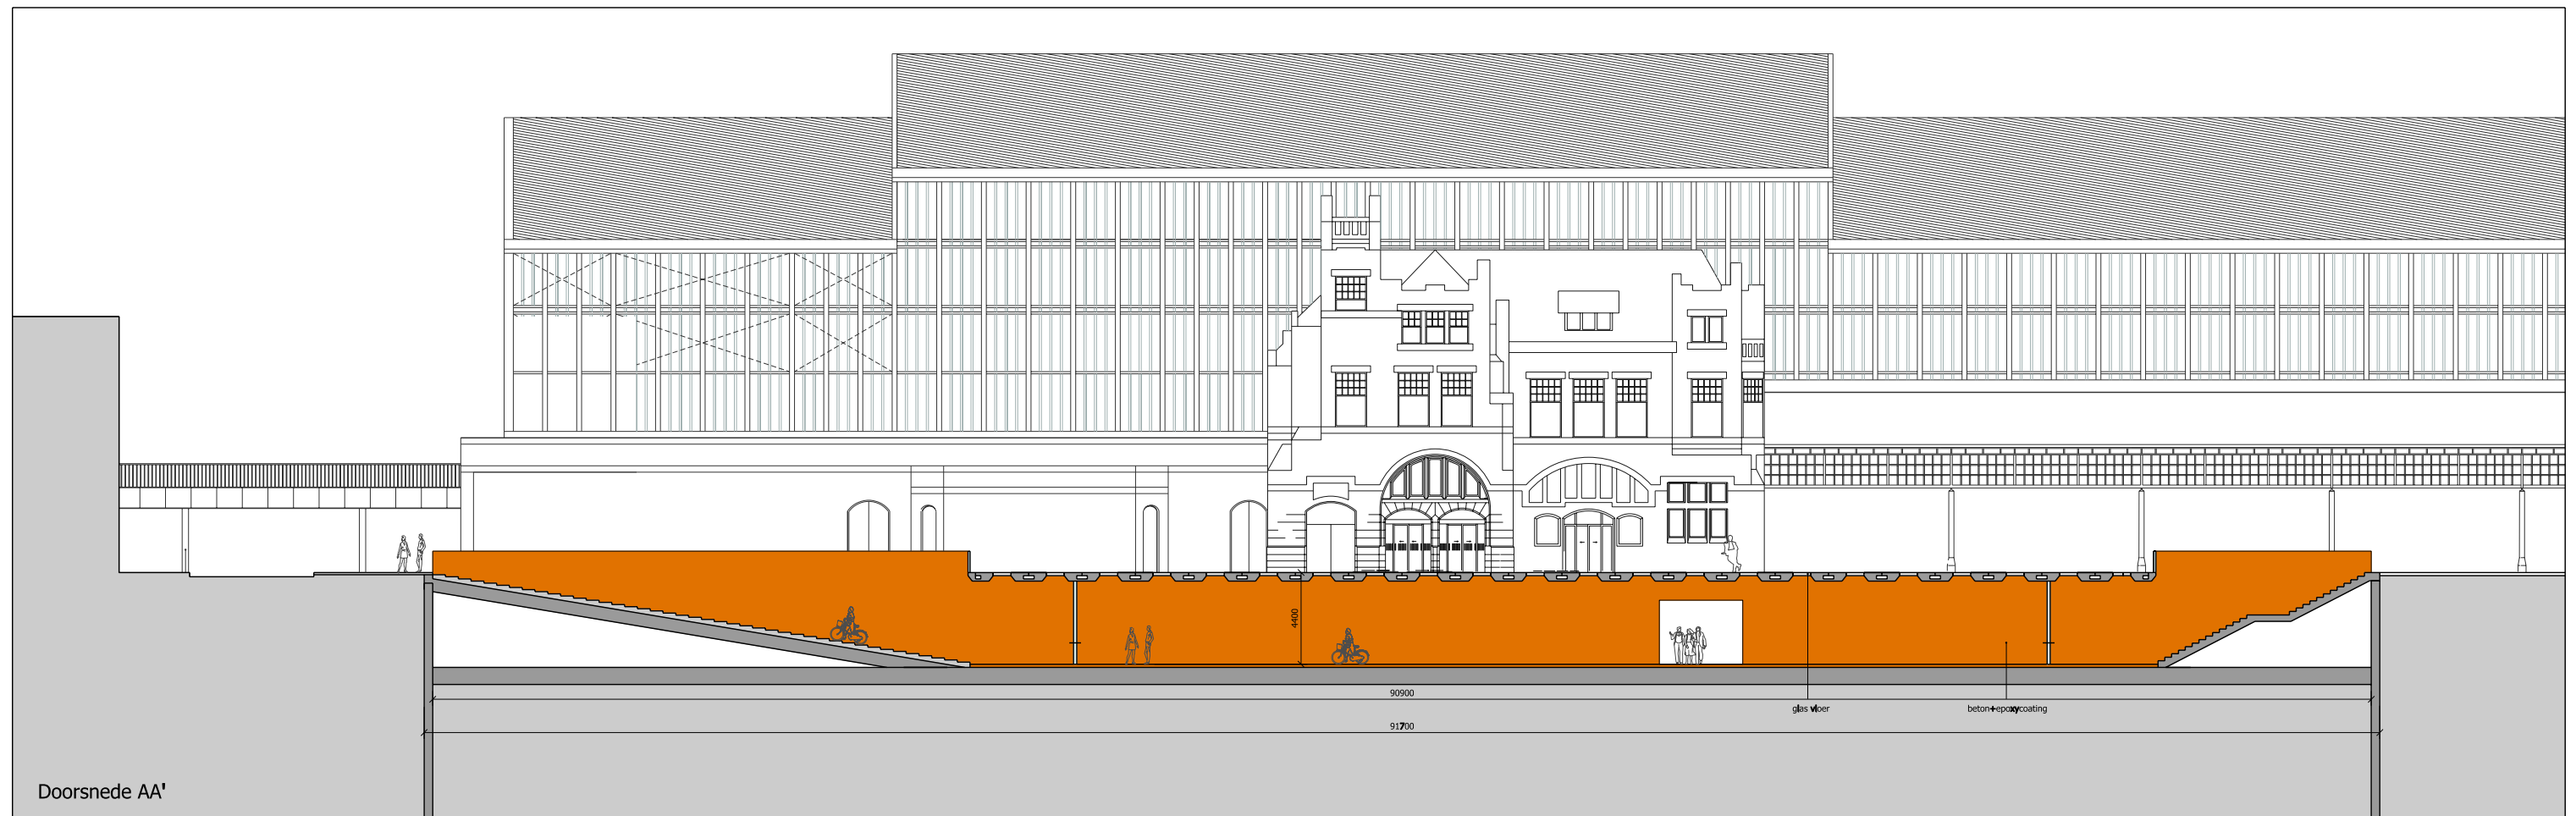 4400
90900
glas vloer
beton+epoxycoating
91700
Doorsnede AA'